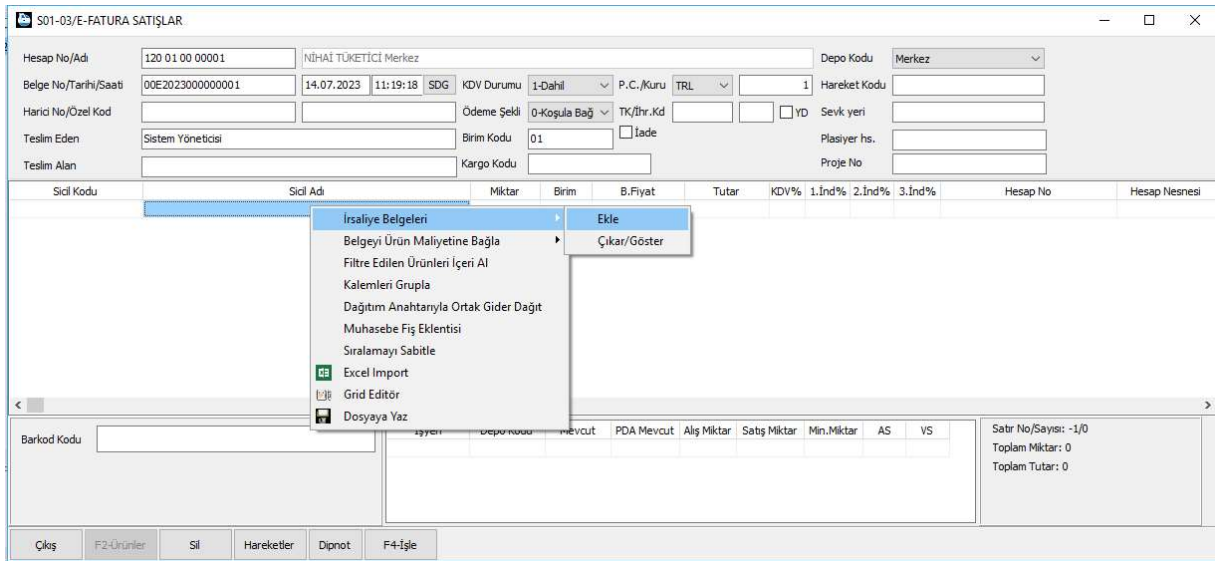 S01-03/E-FATURA SATIŞLAR
Hesap No/Adı 120 01 00 00001 NİHAİ TÜKETİCİ Merkez Depo Kodu Merkez
Belge No/Tarihi/Saati 00E2023000000001 14.07.2023 11:19:18 SDG KDV Durumu 1-Dahil P.C./Kuru TRL 1 Hareket Kodu
Harici No/Özel Kod Ödeme Şekli 0-Koşula Bağ TK/İhr.Kd YD Sevk yeri
Teslim Eden Sistem Yöneticisi Birim Kodu 01 İade Plasiyer hs.
Teslim Alan Kargo Kodu Proje No
Sicil Kodu Sicil Adı Miktar Birim B.Fiyat Tutar KDV% 1.İnd% 2.İnd% 3.İnd% Hesap No Hesap Nesnesi
İrsaliye Belgeleri Ekle
Belgeyi Ürün Maliyetine Bağla Çıkar/Göster
Filtre Edilen Ürünleri İçeri Al
Kalemleri Grupla
Dağıtım Anahtarıyla Ortak Gider Dağıt
Muhasebe Fiş Eklentisi
Sıralamayı Sabitle
Excel Import
Grid Editör
Dosyaya Yaz
Barkod Kodu İşyeri Depo Kodu Mevcut PDA Mevcut Alış Miktar Satış Miktar Min.Miktar AS VS Satır No/Sayısı: -1/0
Toplam Miktar: 0
Toplam Tutar: 0
Çıkış F2-Ürünler Sil Hareketler Dipnot F4-İşle